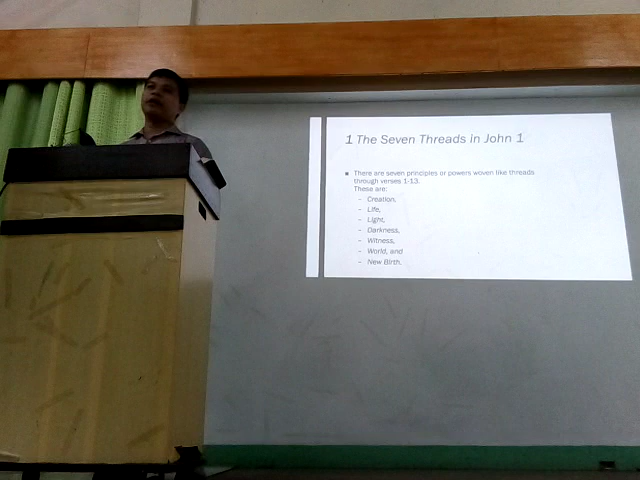 1 The Seven Threads in John 1
▪ There are seven principles or powers woven like threads
through verses 1-13.
These are:
– Creation,
– Life,
– Light,
– Darkness,
– Witness,
– World, and
– New Birth.